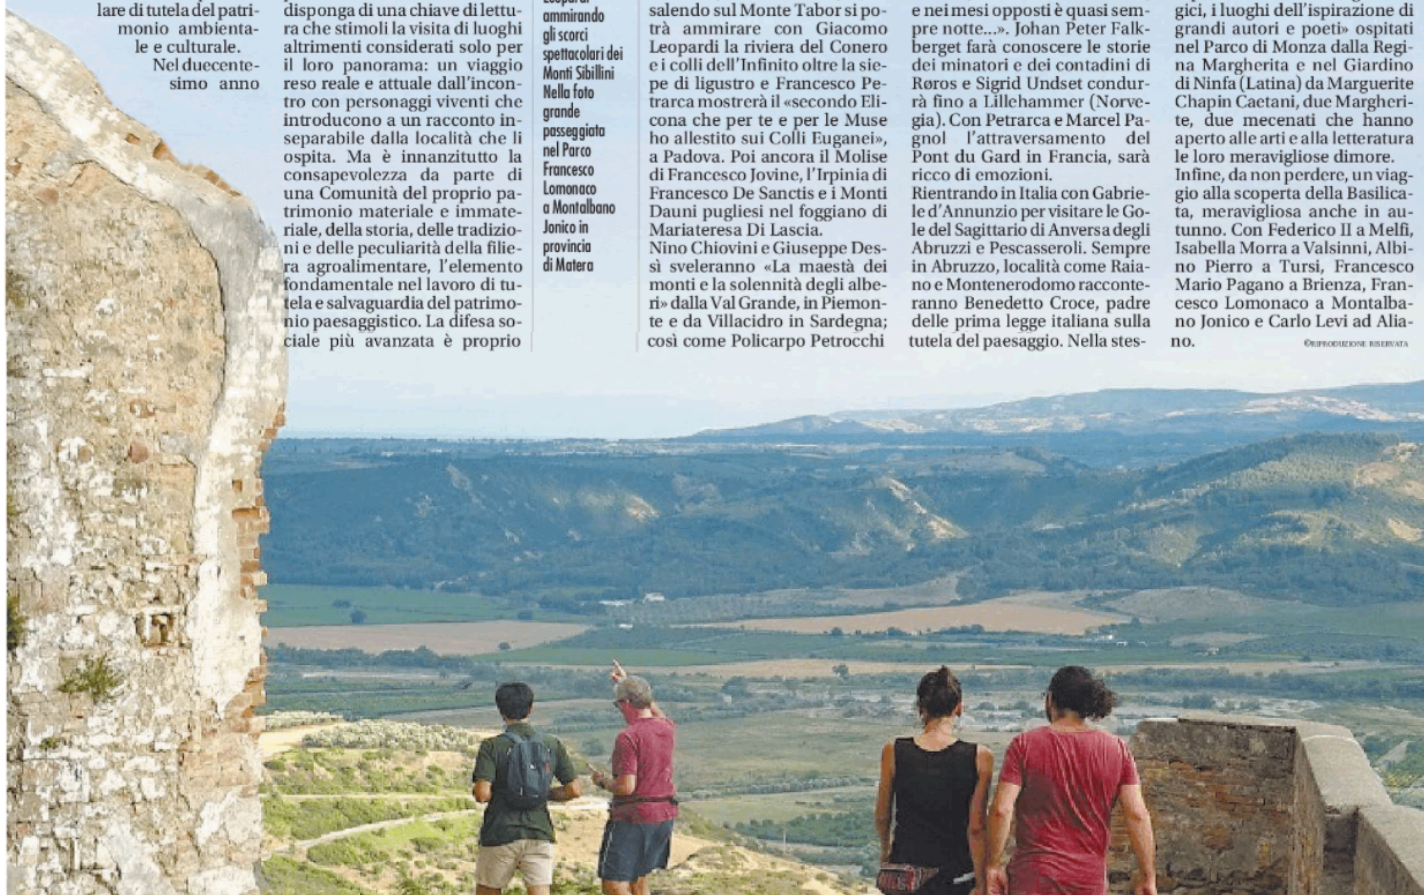 lare di tutela del patri-
monio ambienta-
le e culturale.
Nel duecente-
simo anno
disponga di una chiave di lettu-
ra che stimoli la visita di luoghi
altrimenti considerati solo per
il loro panorama: un viaggio
reso reale e attuale dall'incon-
tro con personaggi viventi che
introducono a un racconto in-
separabile dalla località che li
ospita. Ma è innanzitutto la
consapevolezza da parte di
una Comunità del proprio pa-
trimonio materiale e immate-
riale, della storia, delle tradizio-
ni e delle peculiarità della filie-
ra agroalimentare, l'elemento
fondamentale nel lavoro di tu-
tela e salvaguardia del patrimo-
nio paesaggistico. La difesa so-
ciale più avanzata è proprio
Leopardi
ammirando
gli scorci
spettacolari dei
Monti Sibillini
Nella foto
grande
passeggiata
nel Parco
Francesco
Lomonaco
a Montalbano
Jonico in
provincia
di Matera
salendo sul Monte Tabor si po-
trà ammirare con Giacomo
Leopardi la riviera del Conero
e i colli dell'Infinito oltre la sie-
pe di ligustro e Francesco Pe-
trarca mostrerà il «secondo Eli-
cona che per te e per le Muse
ho allestito sui Colli Euganei»,
a Padova. Poi ancora il Molise
di Francesco Jovine, l'Irpinia di
Francesco De Sanctis e i Monti
Dauni pugliesi nel foggiano di
Mariateresa Di Lascia.
Nino Chiovini e Giuseppe Des-
sì sveleranno «La maestà dei
monti e la solennità degli albe-
ri» dalla Val Grande, in Piemon-
te e da Villacidro in Sardegna;
così come Policarpo Petrocchi
e nei mesi opposti è quasi sem-
pre notte...». Johan Peter Falk-
berget farà conoscere le storie
dei minatori e dei contadini di
Røros e Sigrid Undset condur-
rà fino a Lillehammer (Norve-
gia). Con Petrarca e Marcel Pa-
gnol l'attraversamento del
Pont du Gard in Francia, sarà
ricco di emozioni.
Rientrando in Italia con Gabrie-
le d'Annunzio per visitare le Go-
le del Sagittario di Anversa degli
Abruzzi e Pescasseroli. Sempre
in Abruzzo, località come Raia-
no e Montenerodomo racconte-
ranno Benedetto Croce, padre
delle prima legge italiana sulla
tutela del paesaggio. Nella stes-
gici, i luoghi dell'ispirazione di
grandi autori e poeti» ospitati
nel Parco di Monza dalla Regi-
na Margherita e nel Giardino
di Ninfa (Latina) da Marguerite
Chapin Caetani, due Margheri-
te, due mecenati che hanno
aperto alle arti e alla letteratura
le loro meravigliose dimore.
Infine, da non perdere, un viag-
gio alla scoperta della Basilica-
ta, meravigliosa anche in au-
tunno. Con Federico II a Melfi,
Isabella Morra a Valsinni, Albi-
no Pierro a Tursi, Francesco
Mario Pagano a Brienza, Fran-
cesco Lomonaco a Montalba-
no Jonico e Carlo Levi ad Alia-
no.
©RIPRODUZIONE RISERVATA